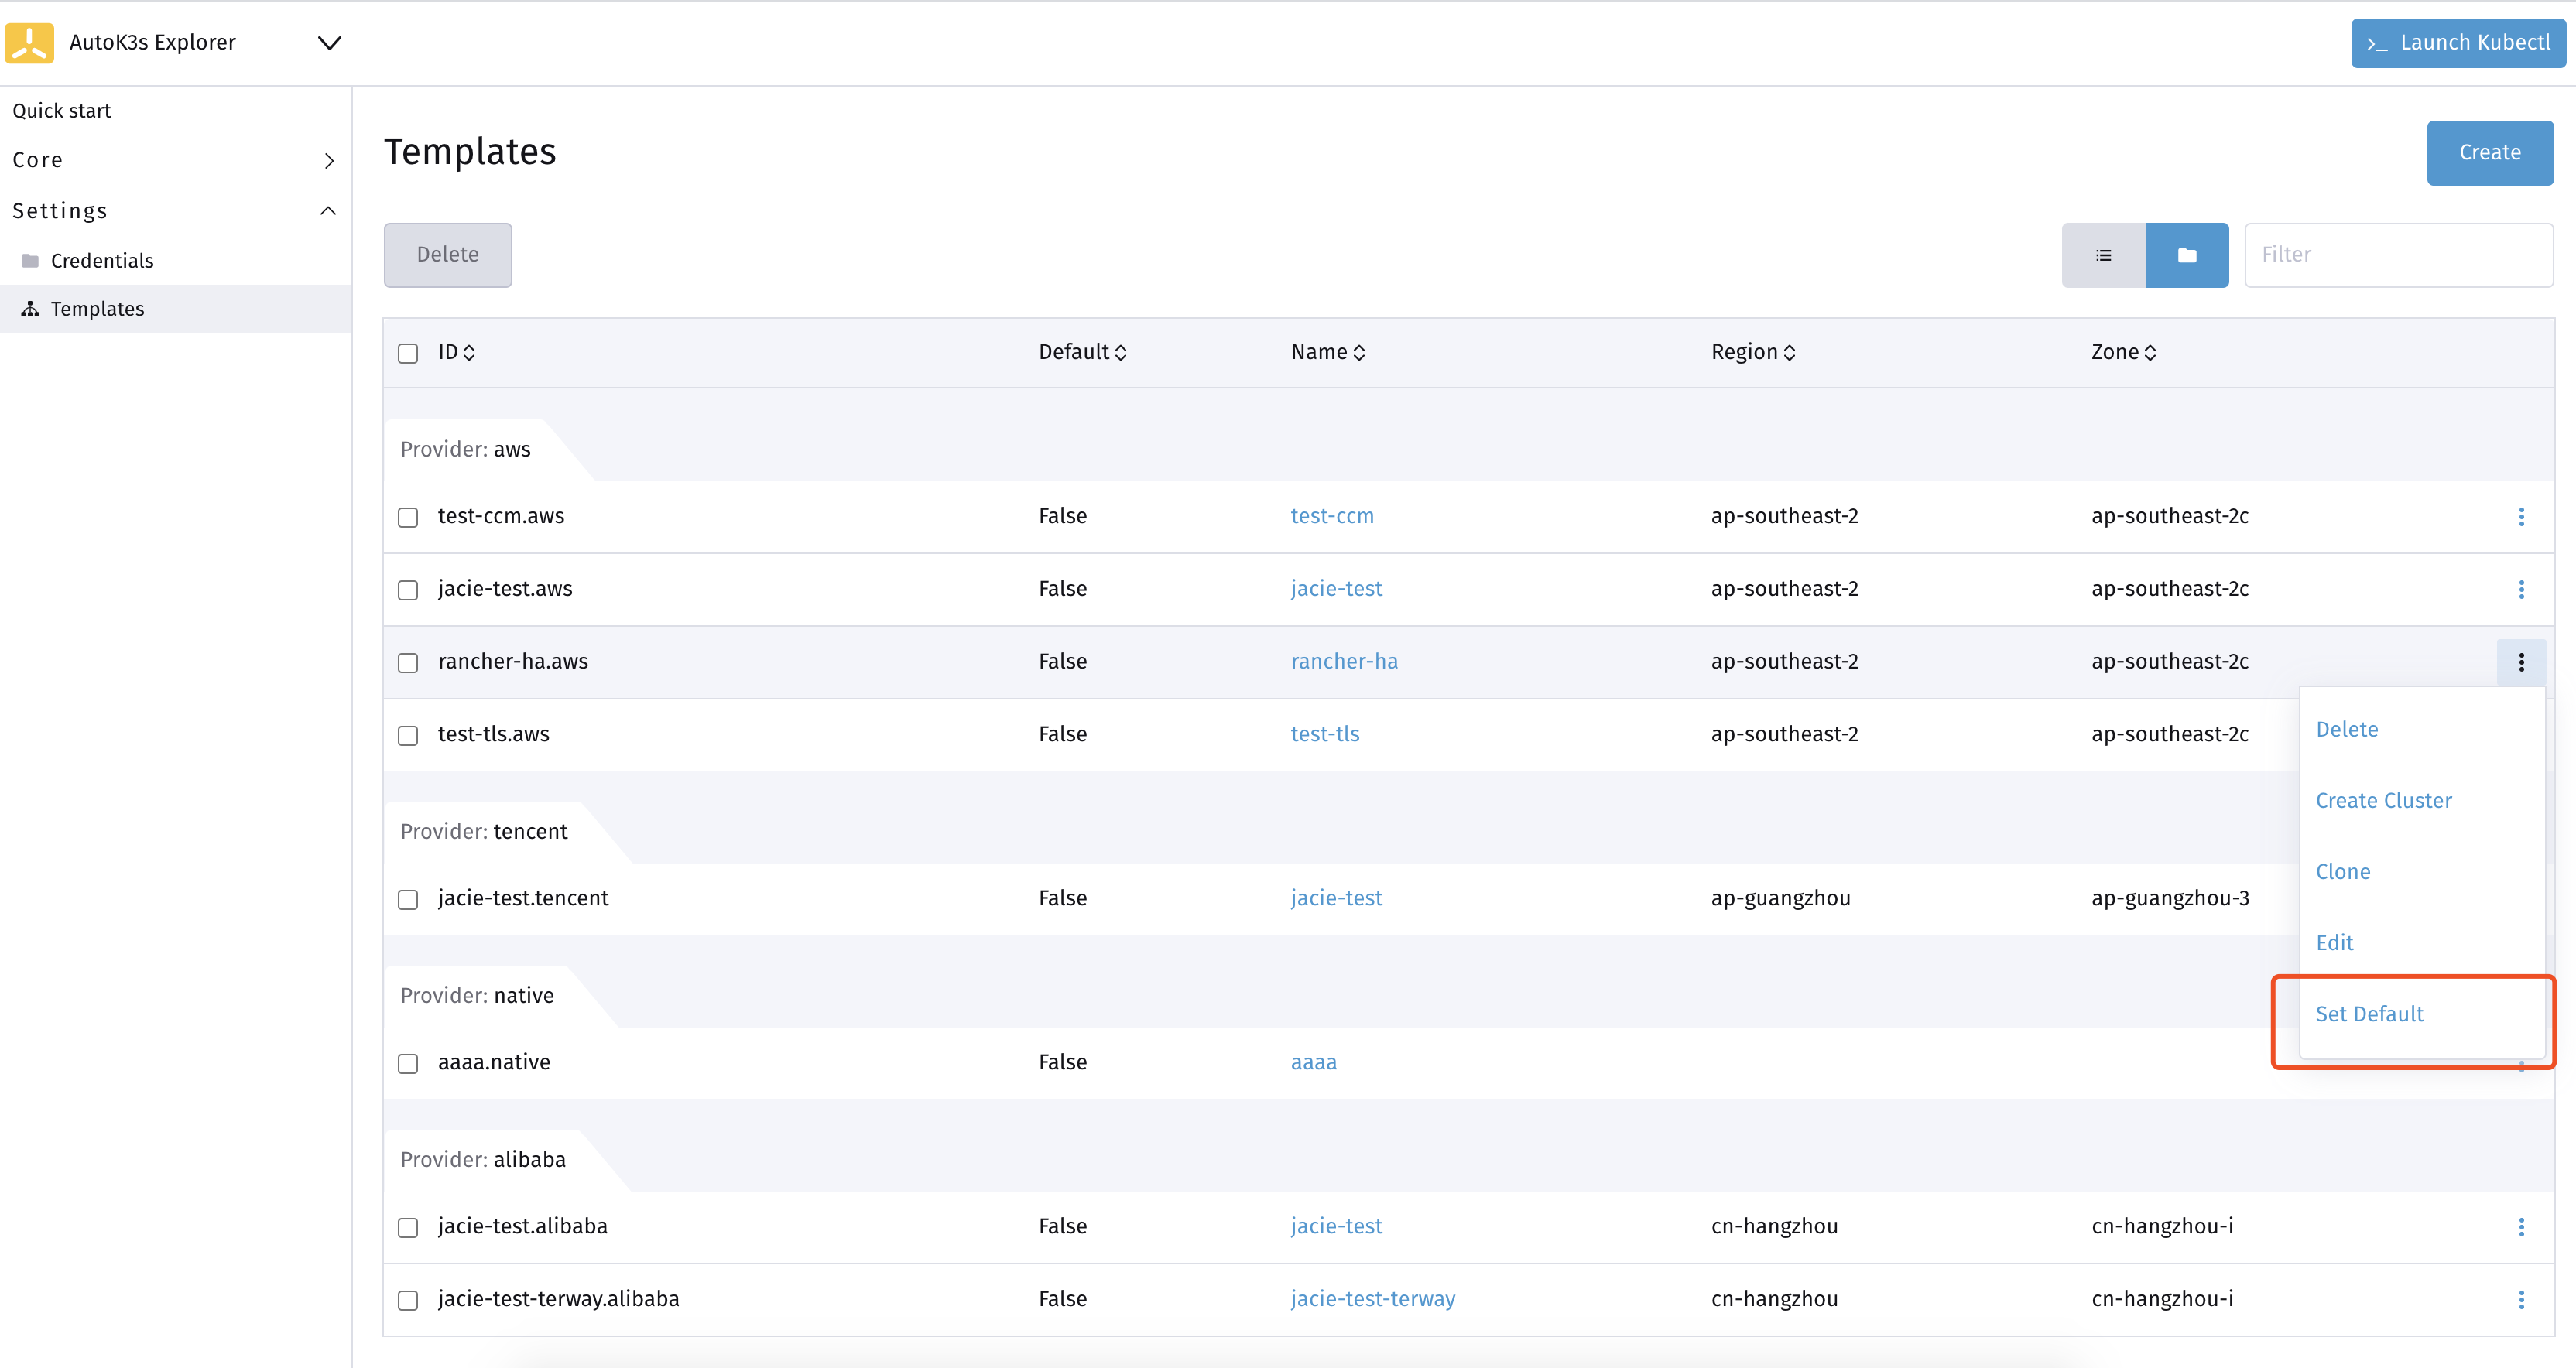 AutoK3s Explorer
>_ Launch Kubectl
Quick start
Core
Settings
Credentials
Templates
Templates
Create
Delete
Filter
ID Default Name Region Zone
Provider: aws
test-ccm.aws False test-ccm ap-southeast-2 ap-southeast-2c
jacie-test.aws False jacie-test ap-southeast-2 ap-southeast-2c
rancher-ha.aws False rancher-ha ap-southeast-2 ap-southeast-2c
test-tls.aws False test-tls ap-southeast-2 ap-southeast-2c
Provider: tencent
jacie-test.tencent False jacie-test ap-guangzhou ap-guangzhou-3
Provider: native
aaaa.native False aaaa
Provider: alibaba
jacie-test.alibaba False jacie-test cn-hangzhou cn-hangzhou-i
jacie-test-terway.alibaba False jacie-test-terway cn-hangzhou cn-hangzhou-i
Delete
Create Cluster
Clone
Edit
Set Default